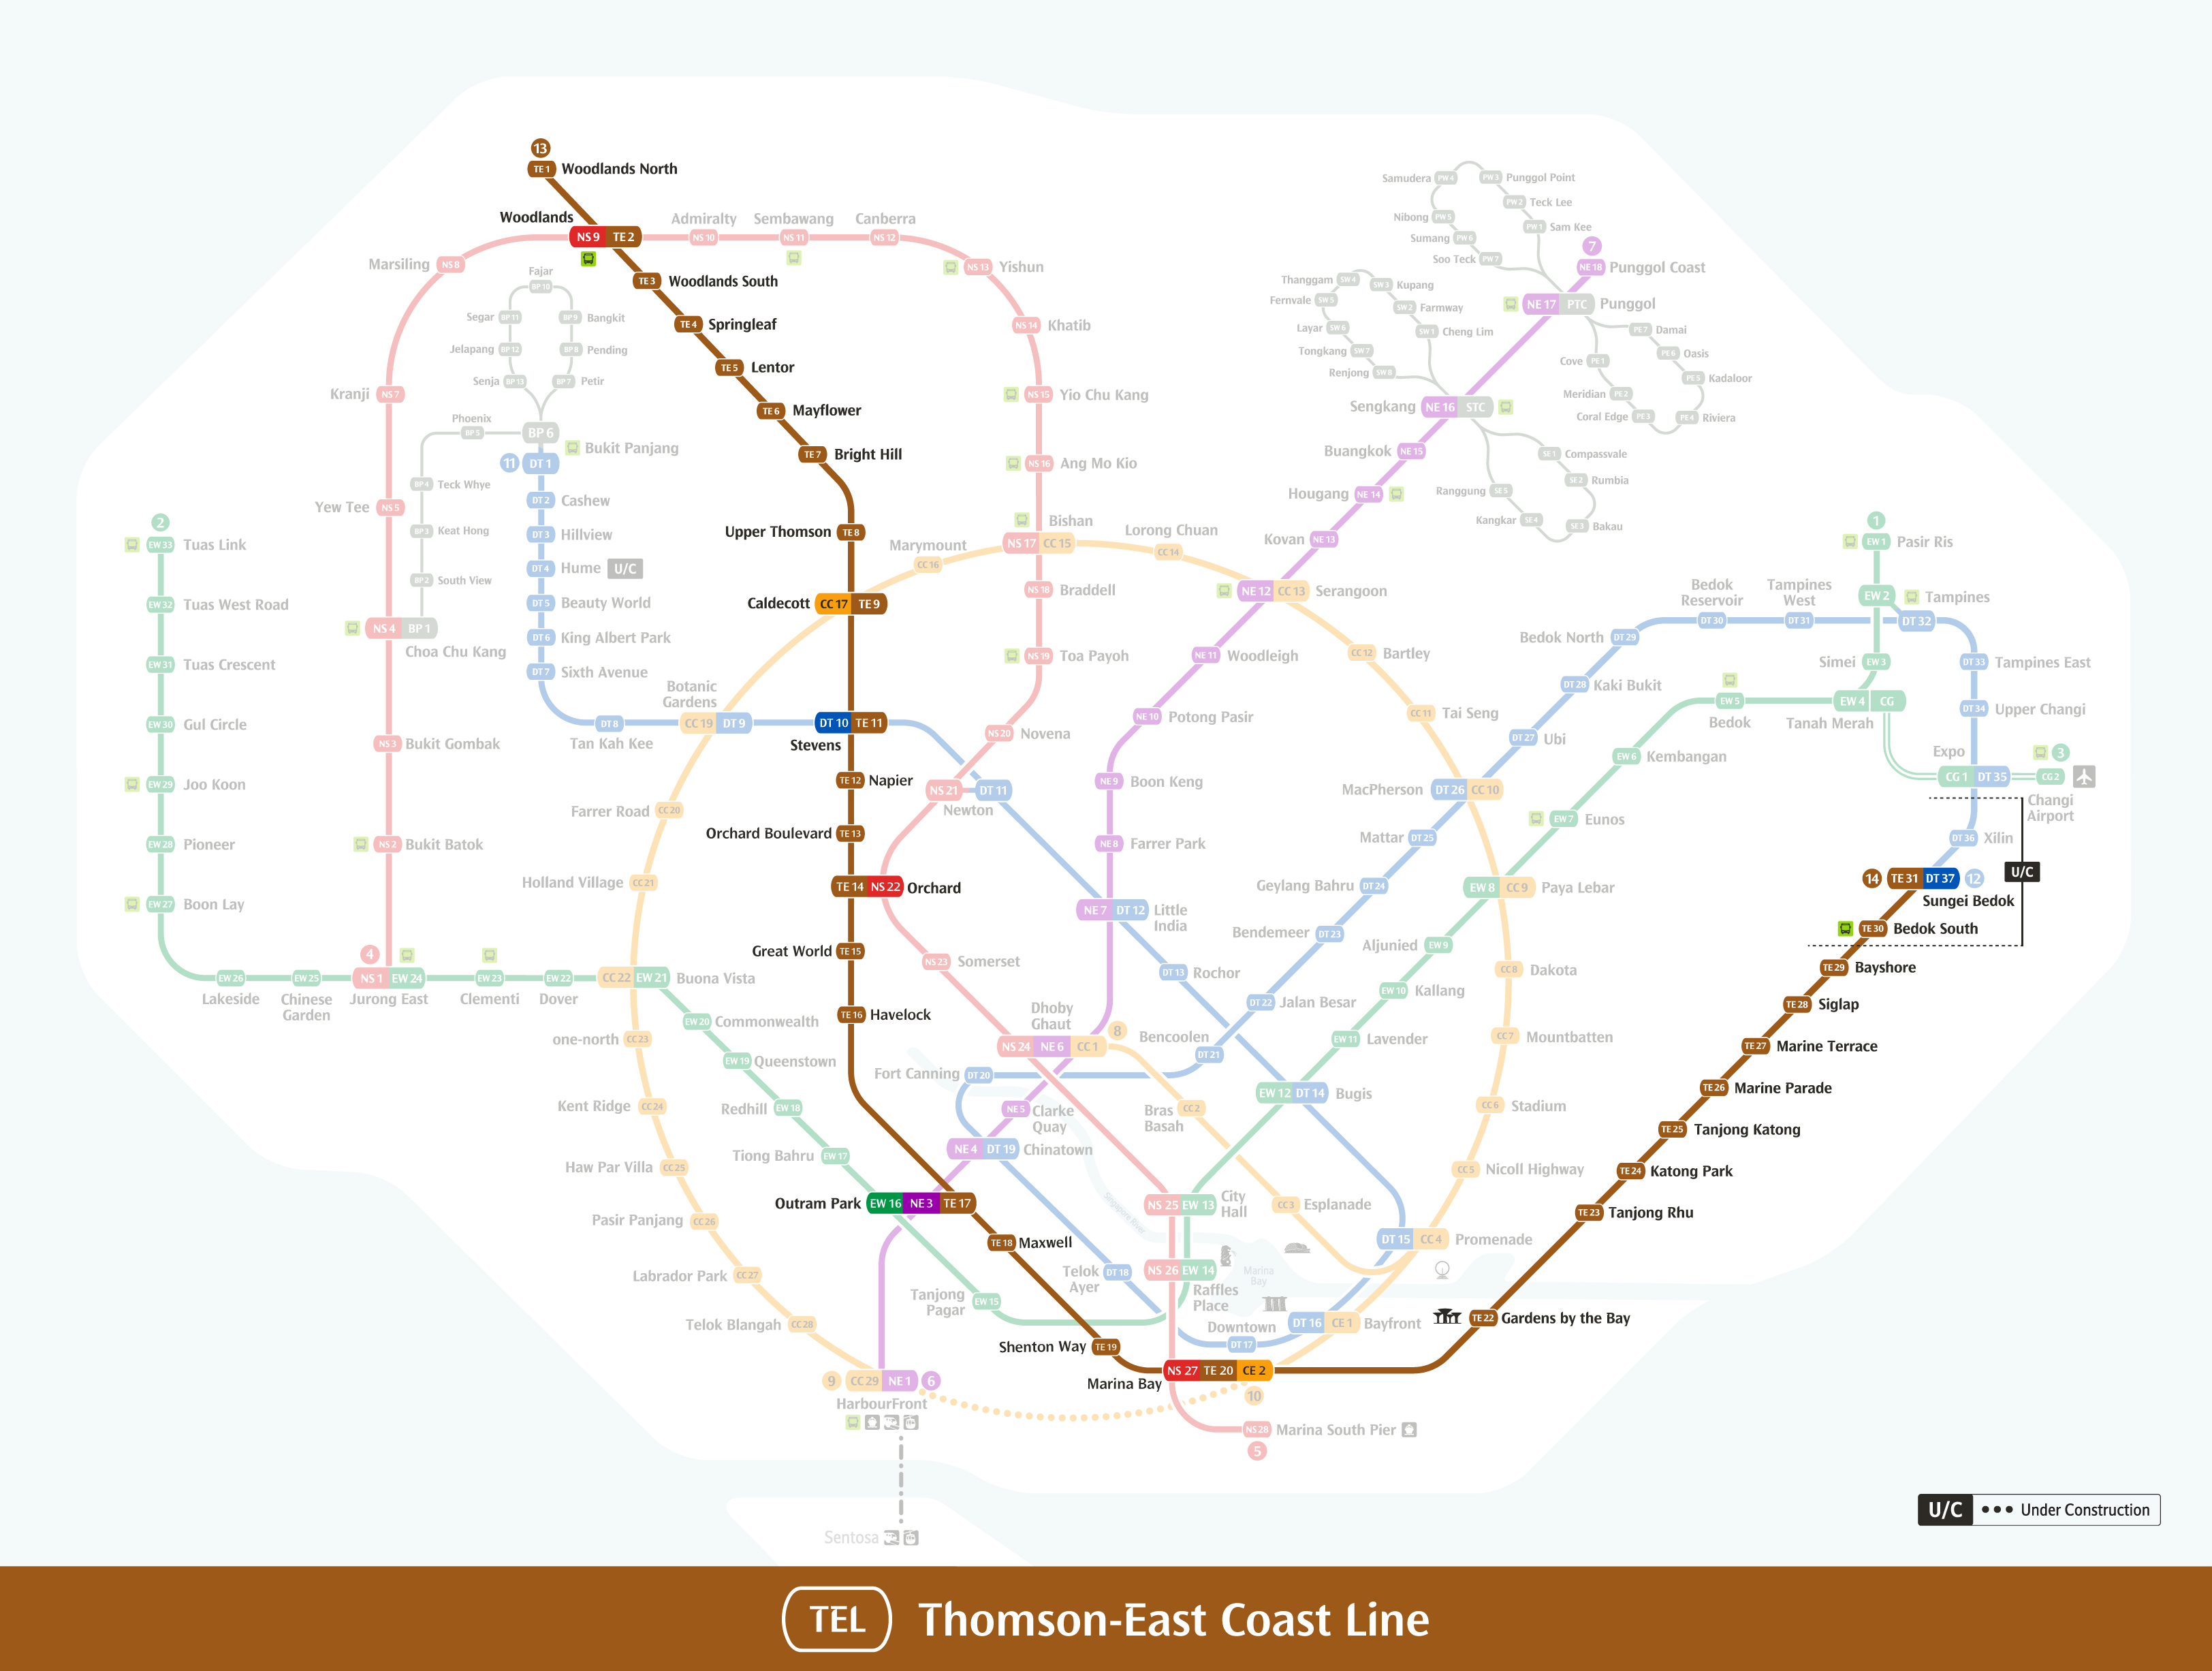 13
TE 1 Woodlands North
Woodlands
NS 9 TE 2
Admiralty
NS 10
Sembawang
NS 11
Canberra
NS 12
Marsiling NS 8
NS 13 Yishun
TE 3 Woodlands South
NS 14 Khatib
TE 4 Springleaf
TE 5 Lentor
TE 6 Mayflower
TE 7 Bright Hill
Kranji NS 7
NS 15 Yio Chu Kang
NS 16 Ang Mo Kio
Yew Tee NS 5
Fajar
BP 10
Segar BP 11
BP 9 Bangkit
Jelapang BP 12
BP 8 Pending
Senja BP 13
BP 7 Petir
Phoenix
BP 5
BP 6
Bukit Panjang
11 DT 1
BP 4 Teck Whye
BP 3 Keat Hong
BP 2 South View
NS 4 BP 1
Choa Chu Kang
DT 2 Cashew
DT 3 Hillview
DT 4 Hume U/C
DT 5 Beauty World
DT 6 King Albert Park
DT 7 Sixth Avenue
DT 8
Tan Kah Kee
Botanic
Gardens
CC 19 DT 9
Upper Thomson TE 8
Caldecott CC 17 TE 9
DT 10 TE 11
Stevens
TE 12 Napier
Orchard Boulevard TE 13
TE 14 NS 22 Orchard
Great World TE 15
TE 16 Havelock
Marymount
CC 16
Bishan
NS 17 CC 15
Lorong Chuan
CC 14
NS 18 Braddell
NS 19 Toa Payoh
NS 20 Novena
NS 21 DT 11
Newton
Samudera PW 4
PW 3 Punggol Point
PW 2 Teck Lee
Nibong PW 5
PW 1 Sam Kee
Sumang PW 6
Soo Teck PW 7
7
NE 18 Punggol Coast
NE 17 PTC Punggol
Thanggam SW 4
SW 3 Kupang
Fernvale SW 5
SW 2 Farmway
Layar SW 6
SW 1 Cheng Lim
Tongkang SW 7
Renjong SW 8
PE 7 Damai
PE 6 Oasis
Cove PE 1
PE 5 Kadaloor
Meridian PE 2
Coral Edge PE 3
PE 4 Riviera
Sengkang NE 16 STC
Buangkok NE 15
SE 1 Compassvale
SE 2 Rumbia
Hougang NE 14
Ranggung SE 5
Kangkar SE 4
SE 3 Bakau
Kovan NE 13
NE 12 CC 13 Serangoon
NE 11 Woodleigh
CC 12 Bartley
NE 10 Potong Pasir
CC 11 Tai Seng
NE 9 Boon Keng
NE 8 Farrer Park
MacPherson DT 26 CC 10
Mattar DT 25
Geylang Bahru DT 24
Bendemeer DT 23
DT 22 Jalan Besar
NE 7 DT 12 Little
India
DT 13 Rochor
1
EW 1 Pasir Ris
EW 2
Tampines
DT 32
Bedok
Reservoir
DT 30
Tampines
West
DT 31
Bedok North DT 29
DT 28 Kaki Bukit
DT 27 Ubi
Simei EW 3
DT 33 Tampines East
EW 4 CG
Tanah Merah
DT 34 Upper Changi
EW 5
Bedok
EW 6 Kembangan
Expo
CG 1 DT 35
3
CG 2
Changi
Airport
EW 7 Eunos
DT 36 Xilin
U/C
14 TE 31 DT 37 12
Sungei Bedok
TE 30 Bedok South
TE 29 Bayshore
TE 28 Siglap
TE 27 Marine Terrace
TE 26 Marine Parade
TE 25 Tanjong Katong
TE 24 Katong Park
TE 23 Tanjong Rhu
TE 22 Gardens by the Bay
2
EW 33 Tuas Link
EW 32 Tuas West Road
EW 31 Tuas Crescent
EW 30 Gul Circle
EW 29 Joo Koon
EW 28 Pioneer
EW 27 Boon Lay
EW 26
Lakeside
EW 25
Chinese
Garden
4
NS 1 EW 24
Jurong East
EW 23
Clementi
EW 22
Dover
NS 3 Bukit Gombak
NS 2 Bukit Batok
Farrer Road CC 20
Holland Village CC 21
CC 22 EW 21 Buona Vista
EW 20 Commonwealth
one-north CC 23
EW 19 Queenstown
Kent Ridge CC 24
Redhill EW 18
Haw Par Villa CC 25
Tiong Bahru EW 17
Pasir Panjang CC 26
Labrador Park CC 27
Telok Blangah CC 28
Outram Park EW 16 NE 3 TE 17
TE 18 Maxwell
Tanjong
Pagar
EW 15
Shenton Way TE 19
NS 27 TE 20 CE 2
Marina Bay
10
9 CC 29 NE 1 6
HarbourFront
Sentosa
NS 28 Marina South Pier
5
NS 23 Somerset
Dhoby
Ghaut
NS 24 NE 6 CC 1
8
Bencoolen
DT 21
Fort Canning DT 20
NE 5 Clarke
Quay
Bras
Basah
CC 2
NE 4 DT 19 Chinatown
Singapore River
NS 25 EW 13 City
Hall
CC 3 Esplanade
Telok
Ayer
DT 18
NS 26 EW 14
Raffles
Place
Marina
Bay
Downtown
DT 17
DT 16 CE 1 Bayfront
DT 15 CC 4 Promenade
CC 5 Nicoll Highway
CC 6 Stadium
CC 7 Mountbatten
CC 8 Dakota
EW 8 CC 9 Paya Lebar
Aljunied EW 9
EW 10 Kallang
EW 11 Lavender
EW 12 DT 14 Bugis
U/C Under Construction
TEL Thomson-East Coast Line